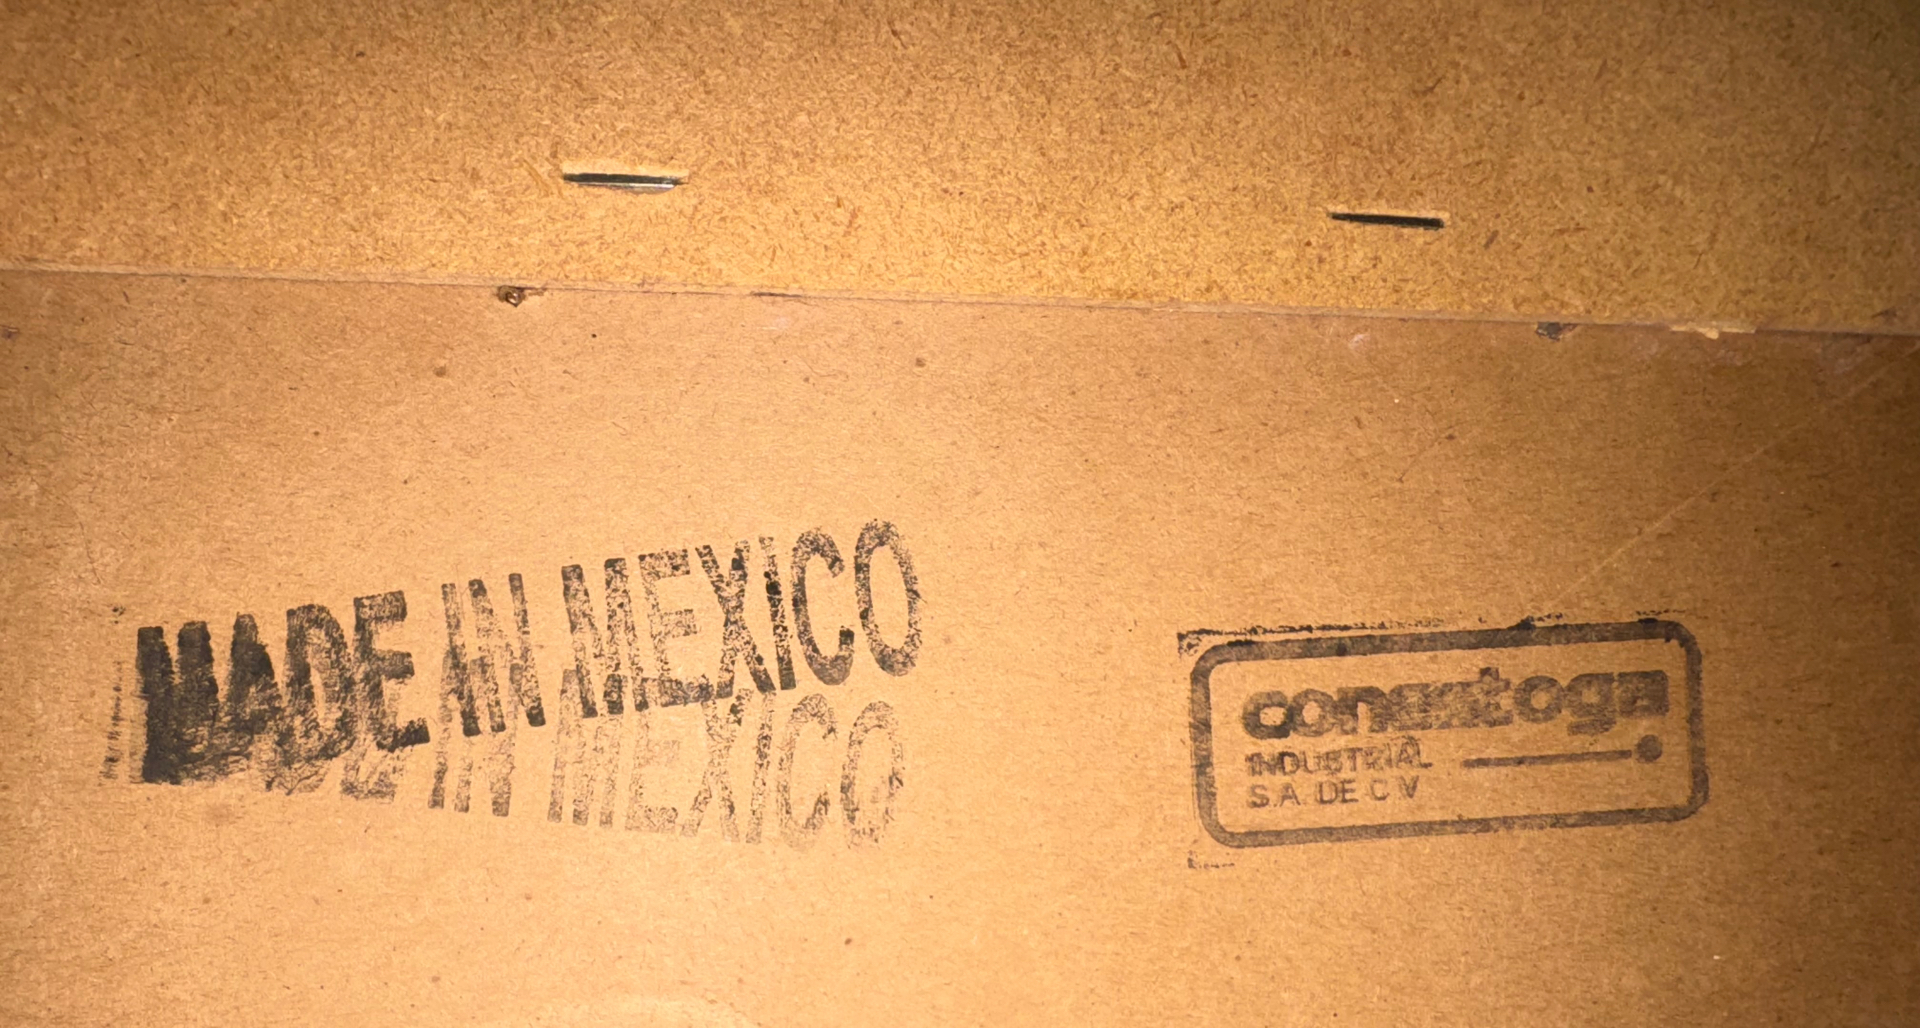 MADE IN MEXICO
MADE IN MEXICO
conestoga
INDUSTRIAL
S.A. DE C V